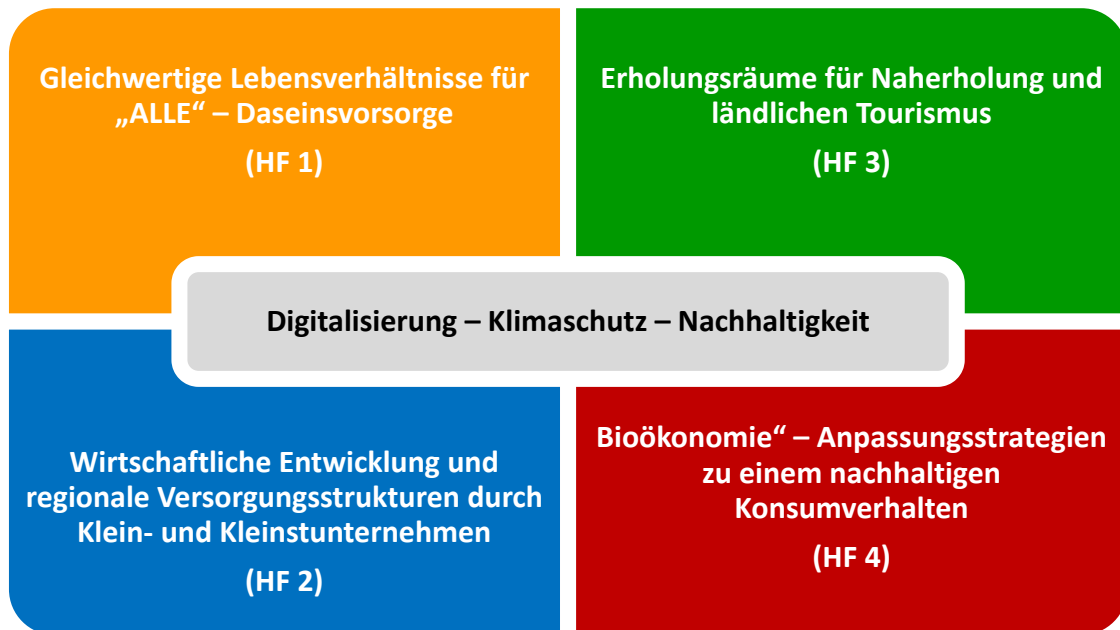 Gleichwertige Lebensverhältnisse für
„ALLE“ – Daseinsvorsorge
(HF 1)
Erholungsräume für Naherholung und
ländlichen Tourismus
(HF 3)
Digitalisierung – Klimaschutz – Nachhaltigkeit
Wirtschaftliche Entwicklung und
regionale Versorgungsstrukturen durch
Klein- und Kleinstunternehmen
(HF 2)
Bioökonomie“ – Anpassungsstrategien
zu einem nachhaltigen
Konsumverhalten
(HF 4)